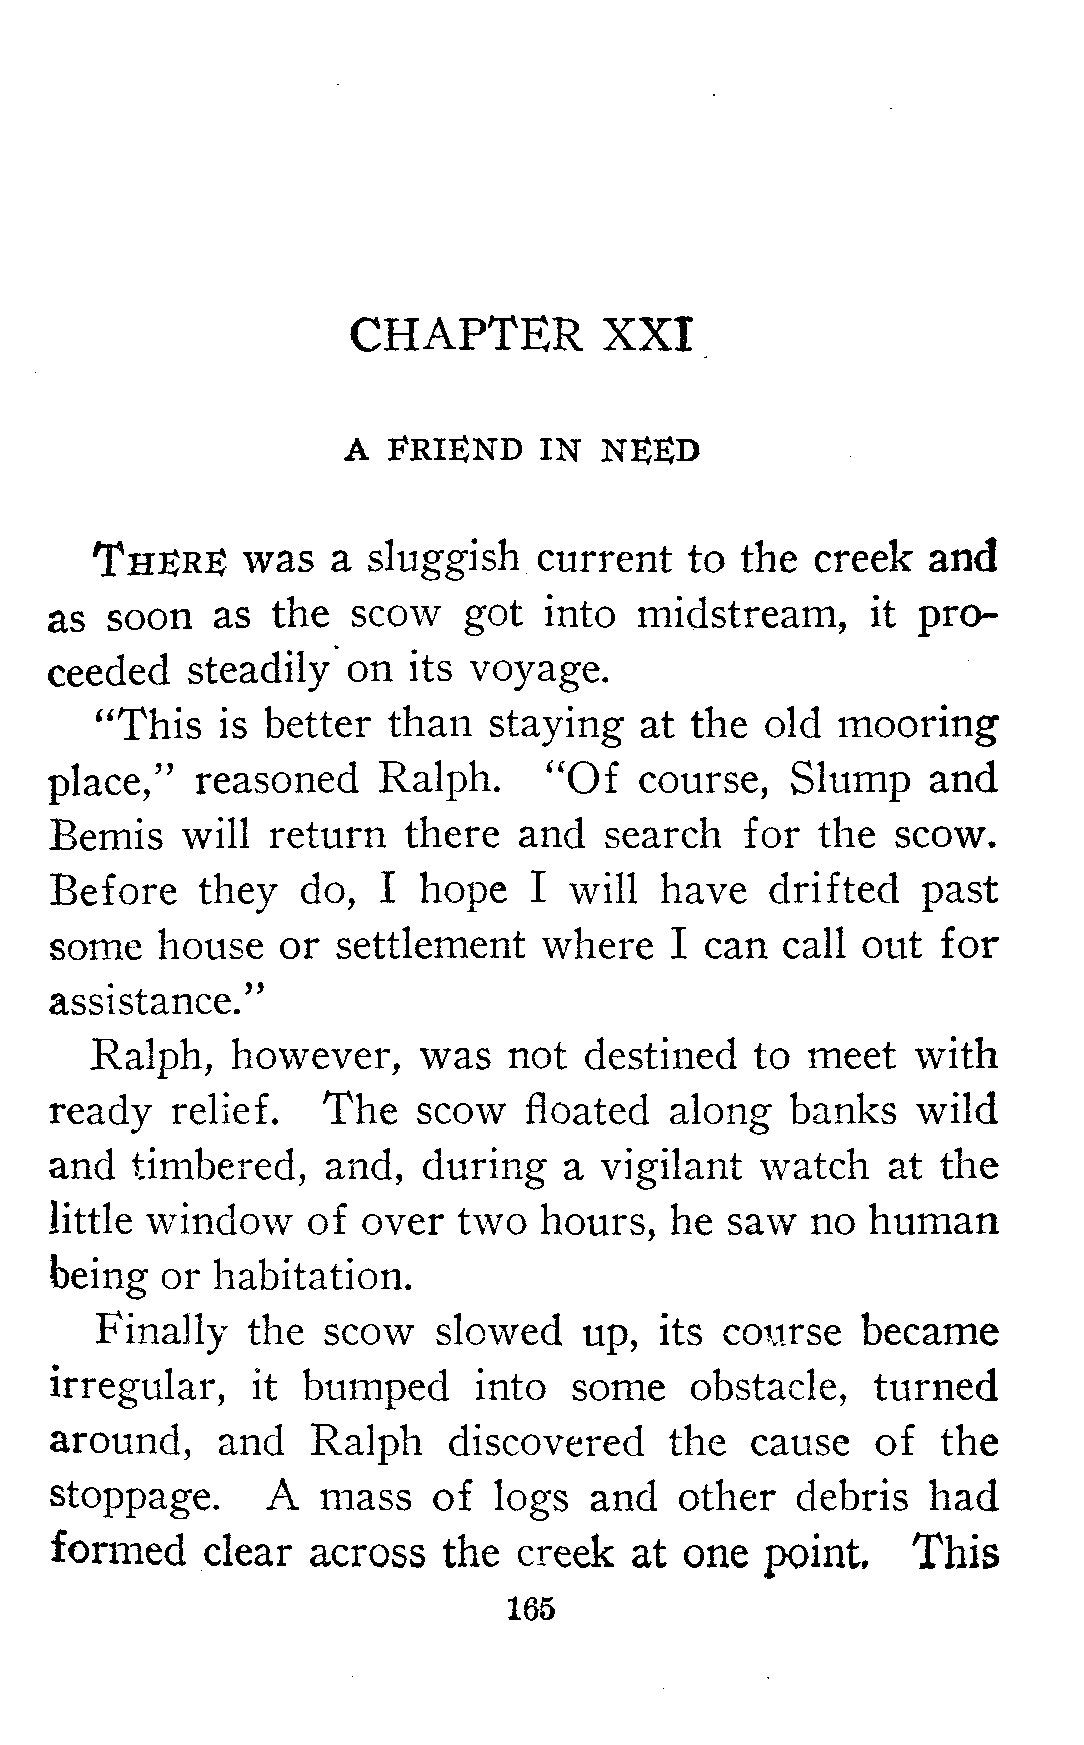 CHAPTER XXI
A FRIEND IN NEED
THERE was a sluggish current to the creek and
as soon as the scow got into midstream, it pro-
ceeded steadily on its voyage.
"This is better than staying at the old mooring
place," reasoned Ralph. "Of course, Slump and
Bemis will return there and search for the scow.
Before they do, I hope I will have drifted past
some house or settlement where I can call out for
assistance."
Ralph, however, was not destined to meet with
ready relief. The scow floated along banks wild
and timbered, and, during a vigilant watch at the
little window of over two hours, he saw no human
being or habitation.
Finally the scow slowed up, its course became
irregular, it bumped into some obstacle, turned
around, and Ralph discovered the cause of the
stoppage. A mass of logs and other debris had
formed clear across the creek at one point. This
165